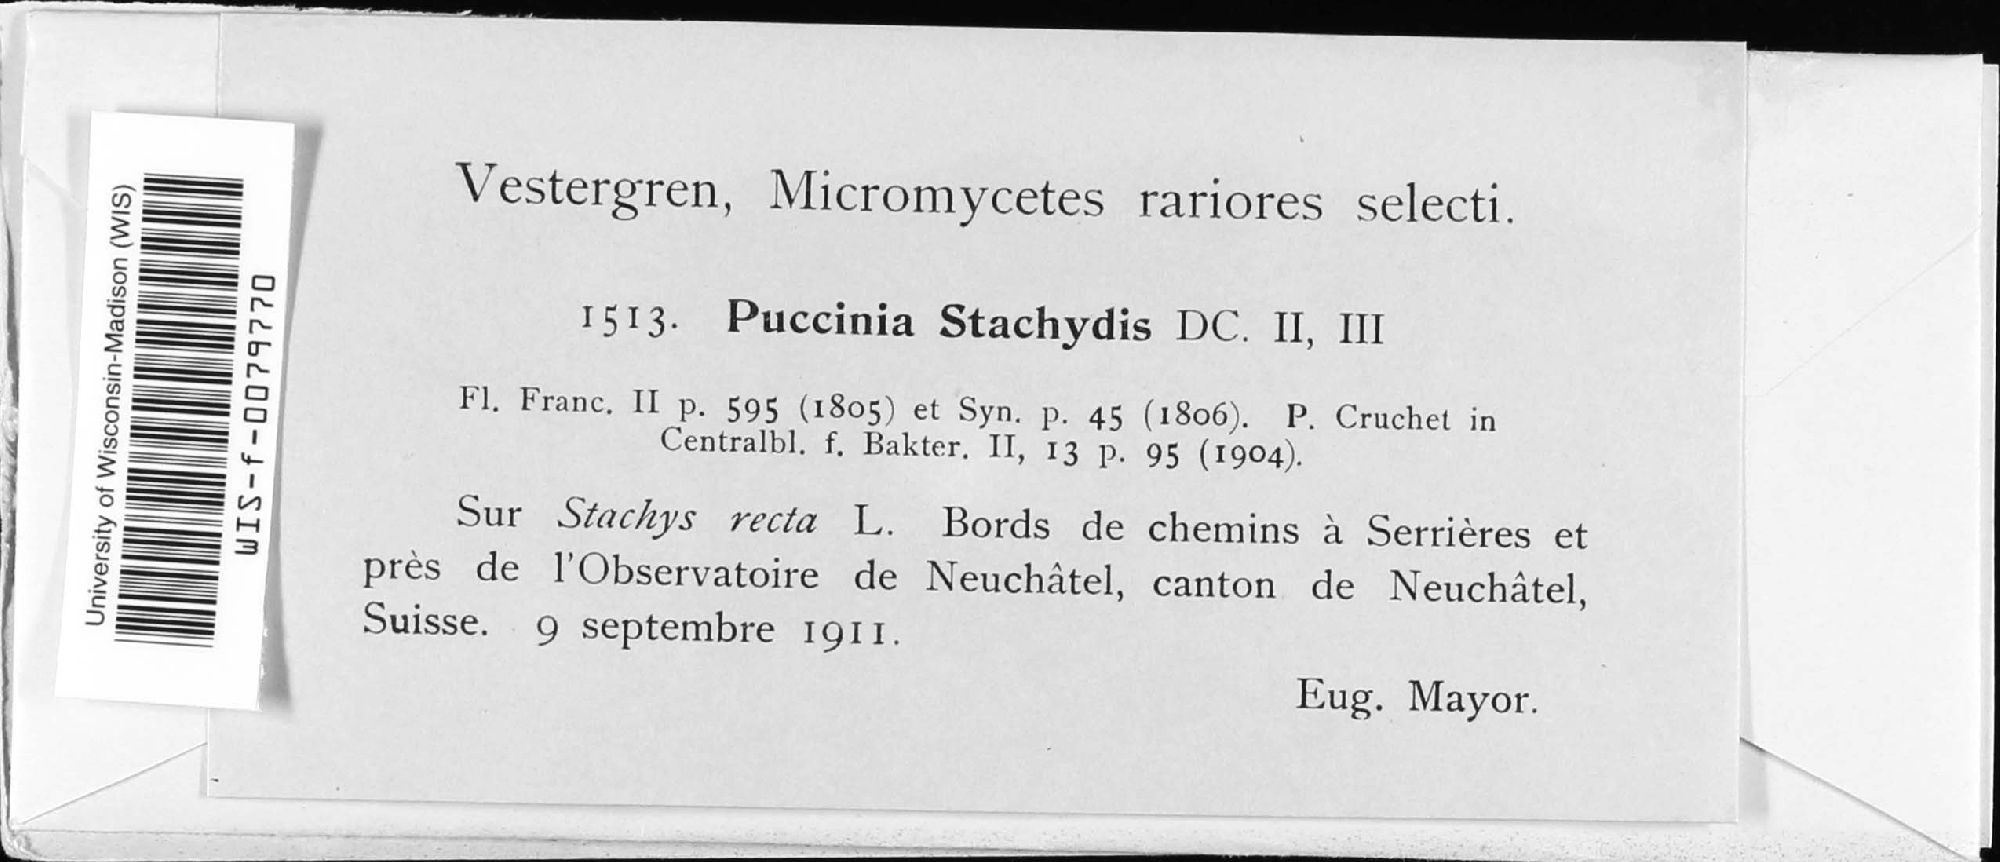 Vestergren, Micromycetes rariores selecti.
1513. Puccinia Stachydis DC. II, III
Fl. Franc. II p. 595 (1805) et Syn. p. 45 (1806). P. Cruchet in
Centralbl. f. Bakter. II, 13 p. 95 (1904).
Sur Stachys recta L. Bords de chemins à Serrières et
près de l'Observatoire de Neuchâtel, canton de Neuchâtel,
Suisse. 9 septembre 1911.
Eug. Mayor.
University of Wisconsin-Madison (WIS)
WIS-f-0079770